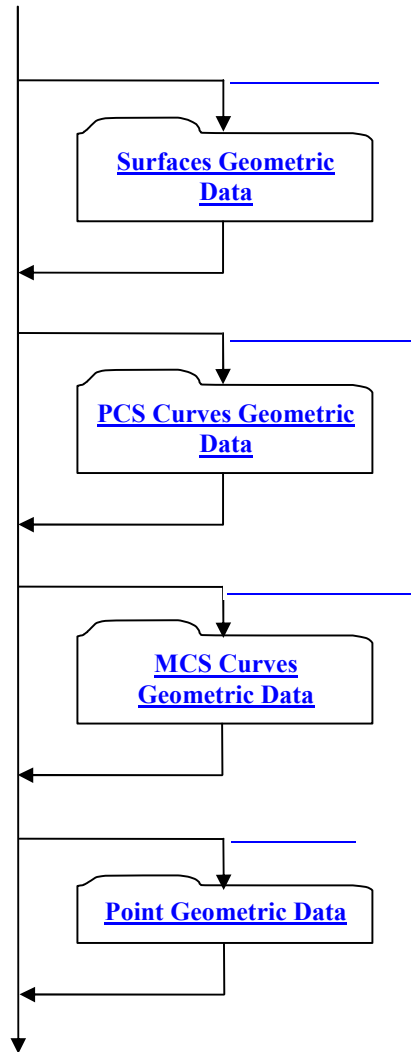 Surfaces Geometric
Data
PCS Curves Geometric
Data
MCS Curves
Geometric Data
Point Geometric Data